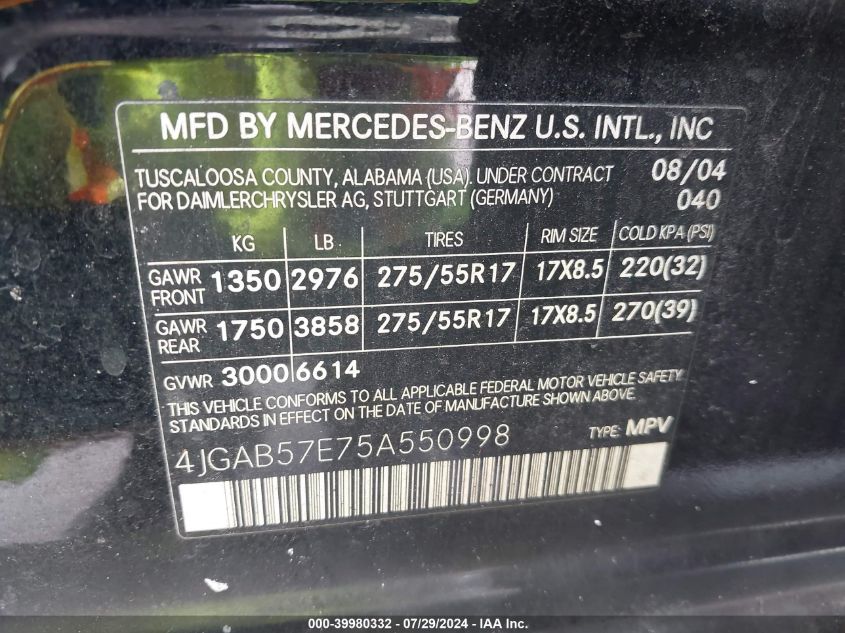 MFD BY MERCEDES-BENZ U.S. INTL., INC
TUSCALOOSA COUNTY, ALABAMA (USA). UNDER CONTRACT 08/04
FOR DAIMLERCHRYSLER AG, STUTTGART (GERMANY) 040
KG LB TIRES RIM SIZE COLD KPA (PSI)
GAWR FRONT 1350 2976 275/55R17 17X8.5 220(32)
GAWR REAR 1750 3858 275/55R17 17X8.5 270(39)
GVWR 3000 6614
THIS VEHICLE CONFORMS TO ALL APPLICABLE FEDERAL MOTOR VEHICLE SAFETY
STANDARDS IN EFFECT ON THE DATE OF MANUFACTURE SHOWN ABOVE.
4JGAB57E75A550998 TYPE: MPV
000-39980332 - 07/29/2024 - IAA Inc.